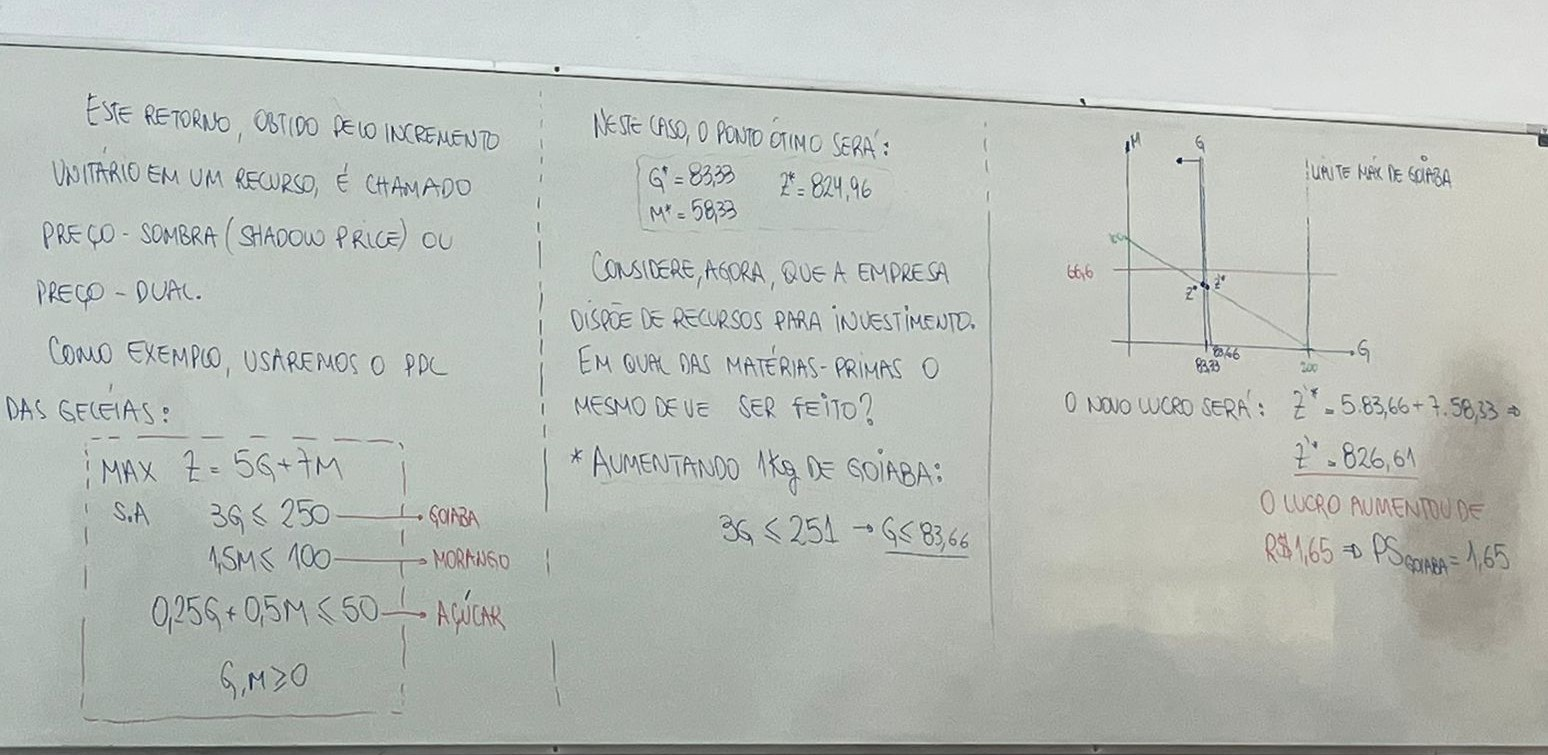 ESTE RETORNO, OBTIDO PELO INCREMENTO
UNITÁRIO EM UM RECURSO, É CHAMADO
PREÇO - SOMBRA (SHADOW PRICE) OU
PREÇO - DUAL.
COMO EXEMPLO, USAREMOS O PPL
DAS GELÉIAS:
MAX Z = 5G + 7M
S.A 3G ≤ 250 → GOIABA
1,5M ≤ 100 → MORANGO
0,25G + 0,5M ≤ 50 → AÇÚCAR
G, M ≥ 0
NESTE CASO, O PONTO ÓTIMO SERÁ:
G* = 83,33 Z* = 824,96
M* = 58,33
CONSIDERE, AGORA, QUE A EMPRESA
DISPÕE DE RECURSOS PARA INVESTIMENTO.
EM QUAL DAS MATÉRIAS-PRIMAS O
MESMO DEVE SER FEITO?
* AUMENTANDO 1Kg DE GOIABA:
3G ≤ 251 → G ≤ 83,66
M G
LIMITE MÁX DE GOIABA
100
66,6
Z* Z'*
G
83,33 83,66 200
O NOVO LUCRO SERÁ: Z'* = 5.83,66 + 7.58,33 ⇒
Z'* = 826,61
O LUCRO AUMENTOU DE
R$1,65 ⇒ PS GOIABA = 1,65